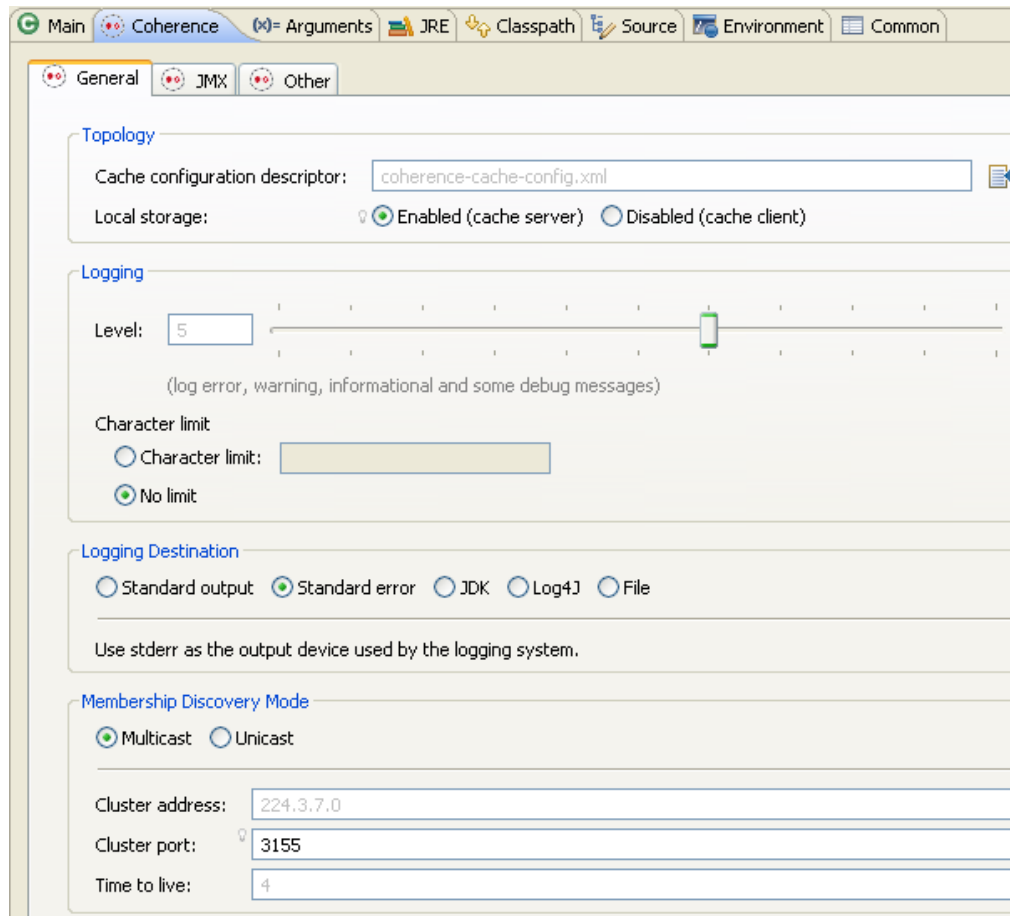 Main Coherence (x)= Arguments JRE Classpath Source Environment Common
General JMX Other
Topology
Cache configuration descriptor: coherence-cache-config.xml
Local storage: Enabled (cache server) Disabled (cache client)
Logging
Level: 5
(log error, warning, informational and some debug messages)
Character limit
Character limit:
No limit
Logging Destination
Standard output Standard error JDK Log4J File
Use stderr as the output device used by the logging system.
Membership Discovery Mode
Multicast Unicast
Cluster address: 224.3.7.0
Cluster port: 3155
Time to live: 4